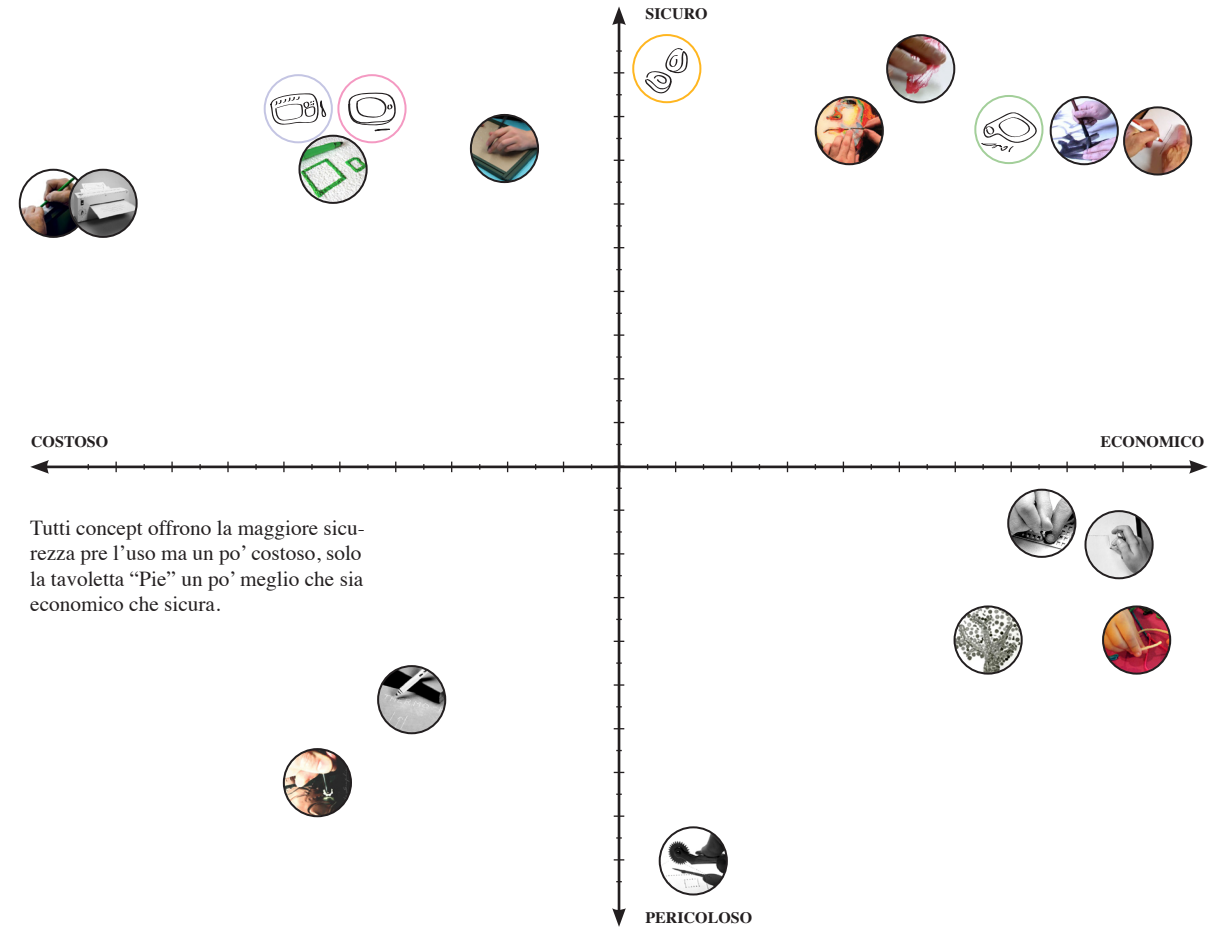 SICURO
COSTOSO
ECONOMICO
Tutti concept offrono la maggiore sicu-
rezza pre l’uso ma un po’ costoso, solo
la tavoletta “Pie” un po’ meglio che sia
economico che sicura.
PERICOLOSO